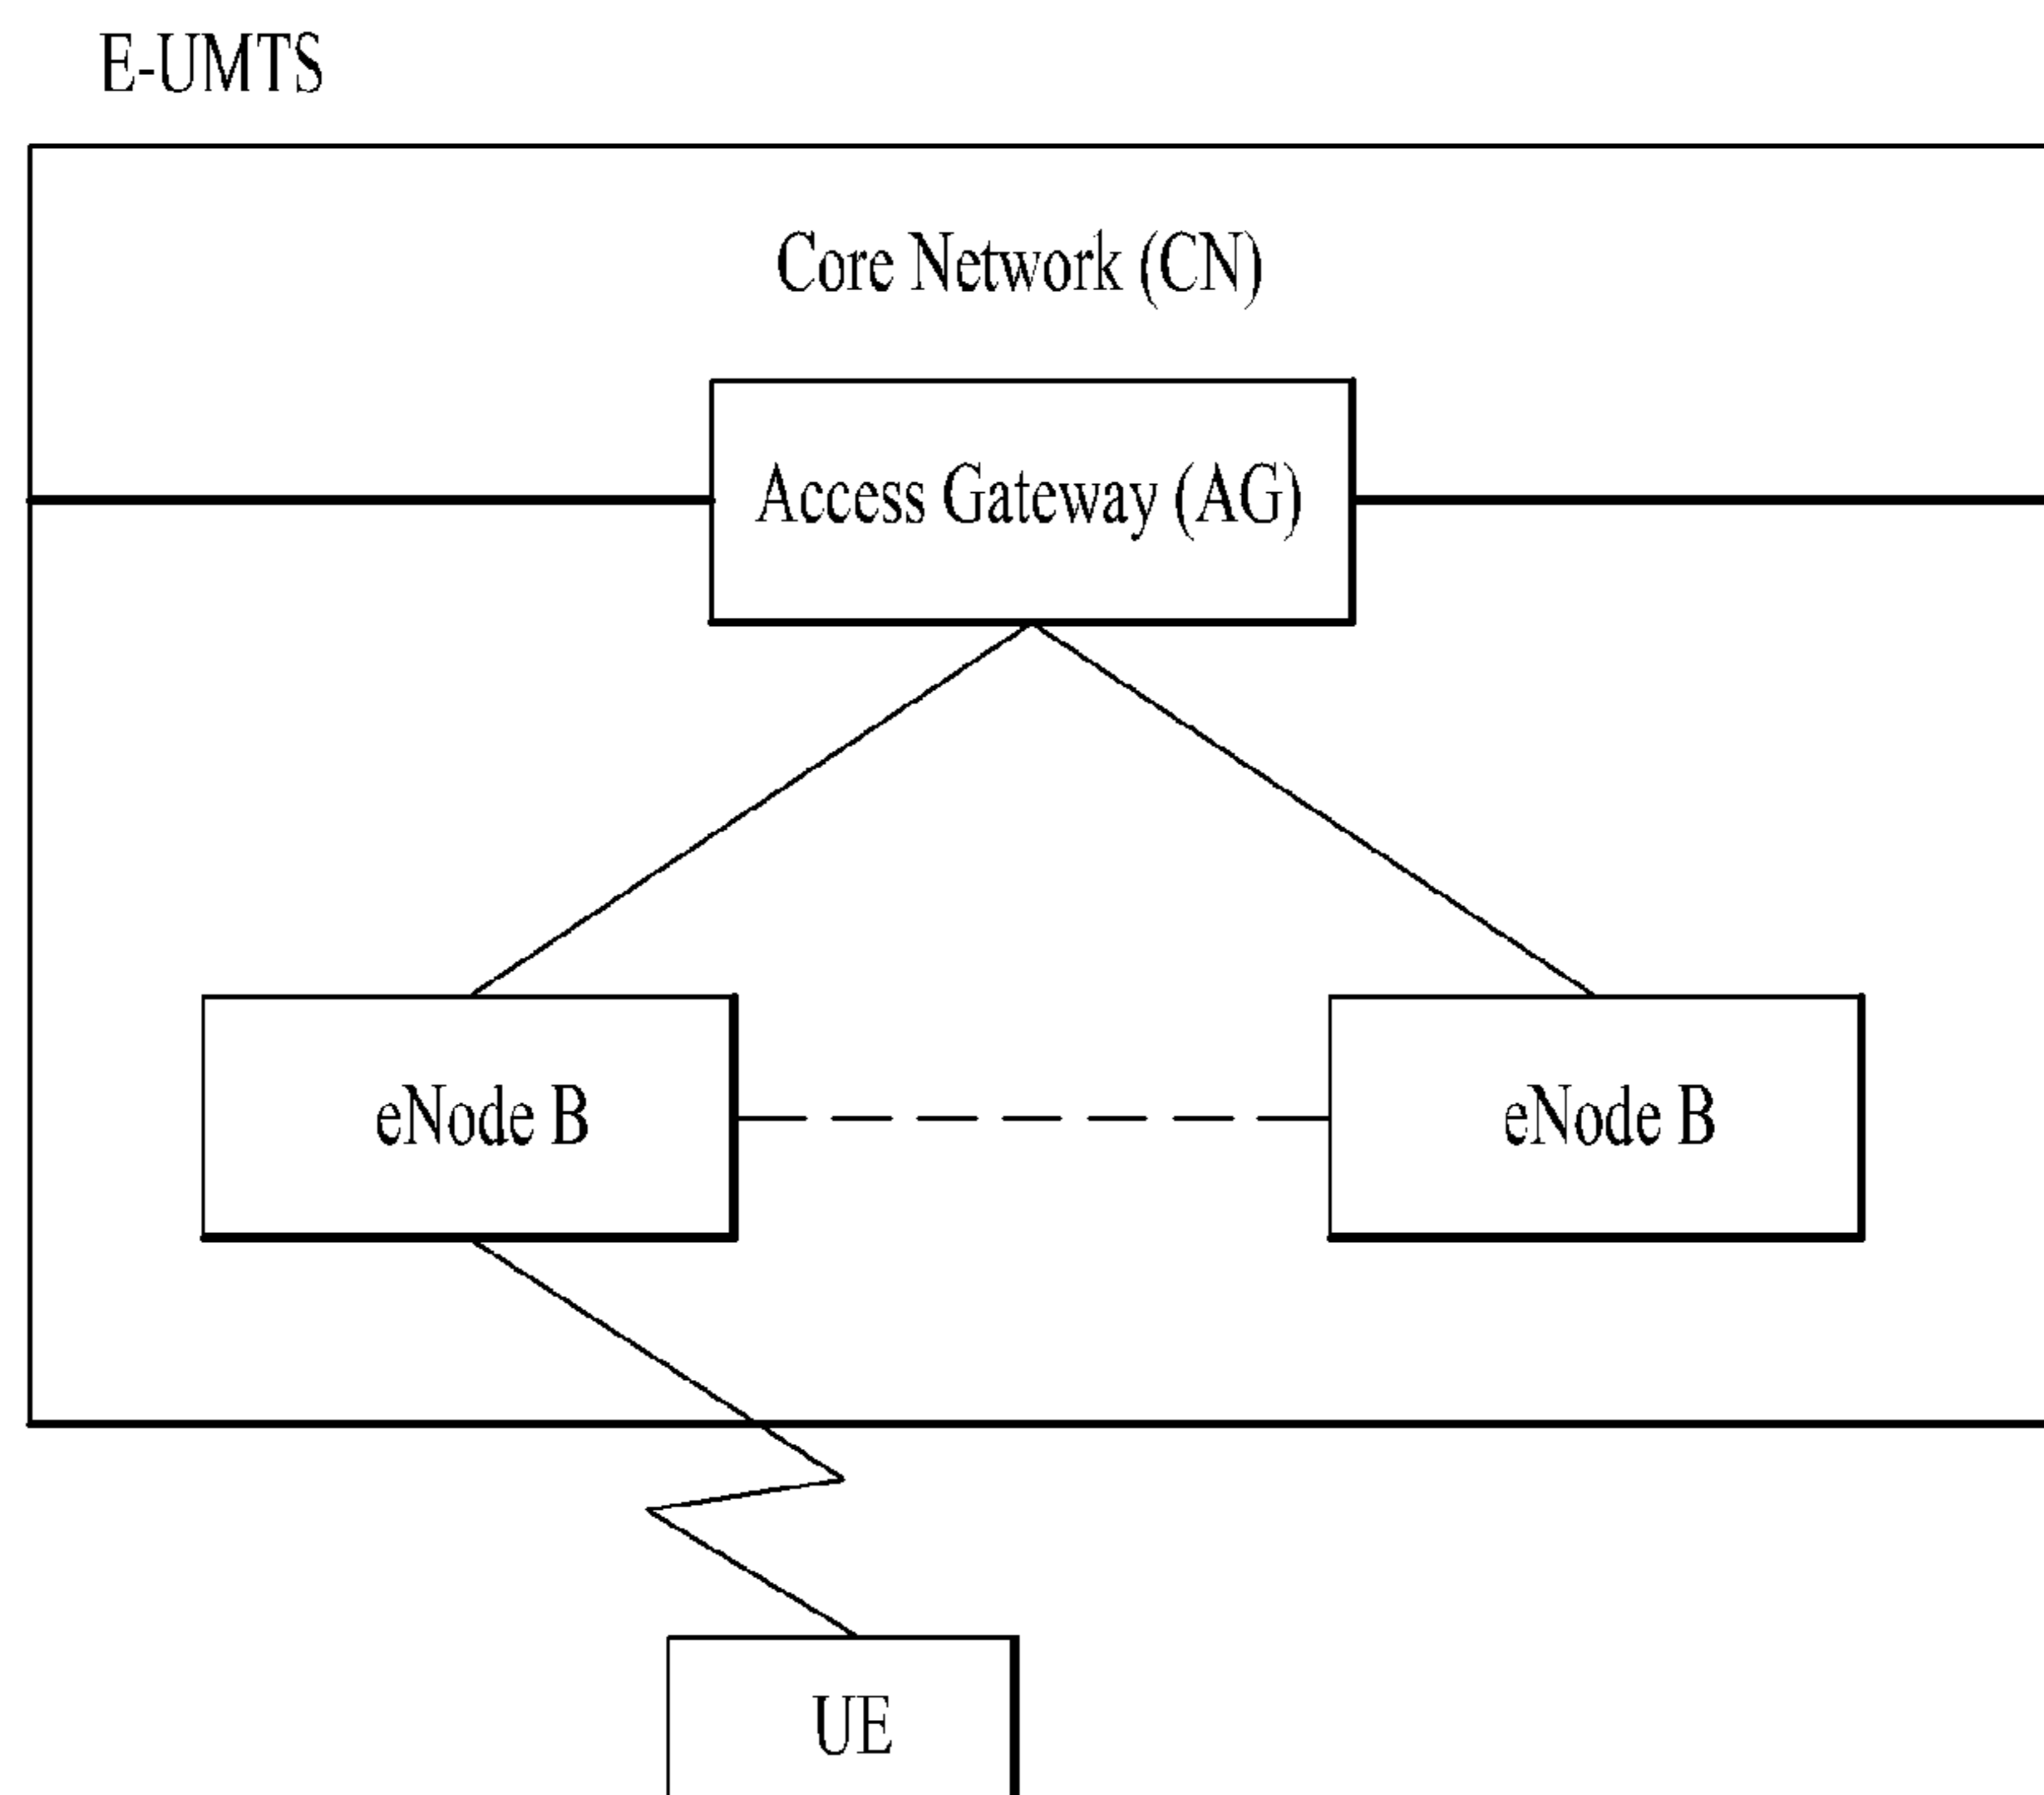 E-UMTS
Core Network (CN)
Access Gateway (AG)
eNode B
eNode B
UE